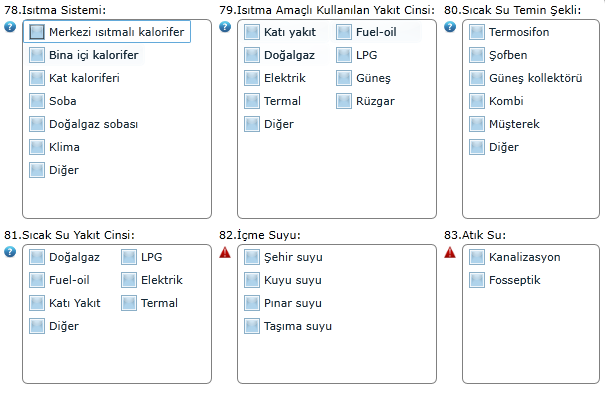 78.Isıtma Sistemi:
Merkezi ısıtmalı kalorifer
Bina içi kalorifer
Kat kaloriferi
Soba
Doğalgaz sobası
Klima
Diğer
79.Isıtma Amaçlı Kullanılan Yakıt Cinsi:
Katı yakıt
Fuel-oil
Doğalgaz
LPG
Elektrik
Güneş
Termal
Rüzgar
Diğer
80.Sıcak Su Temin Şekli:
Termosifon
Şofben
Güneş kollektörü
Kombi
Müşterek
Diğer
81.Sıcak Su Yakıt Cinsi:
Doğalgaz
LPG
Fuel-oil
Elektrik
Katı Yakıt
Termal
Diğer
82.İçme Suyu:
Şehir suyu
Kuyu suyu
Pınar suyu
Taşıma suyu
83.Atık Su:
Kanalizasyon
Fosseptik